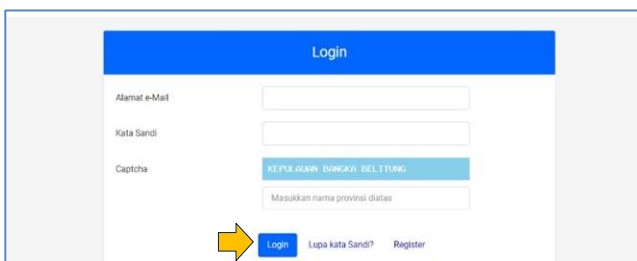 Login
Alamat e-Mail
Kata Sandi
Captcha
KEPULAUAN BANGKA BELITUNG
Masukkan nama provinsi diatas
Login Lupa kata Sandi? Register